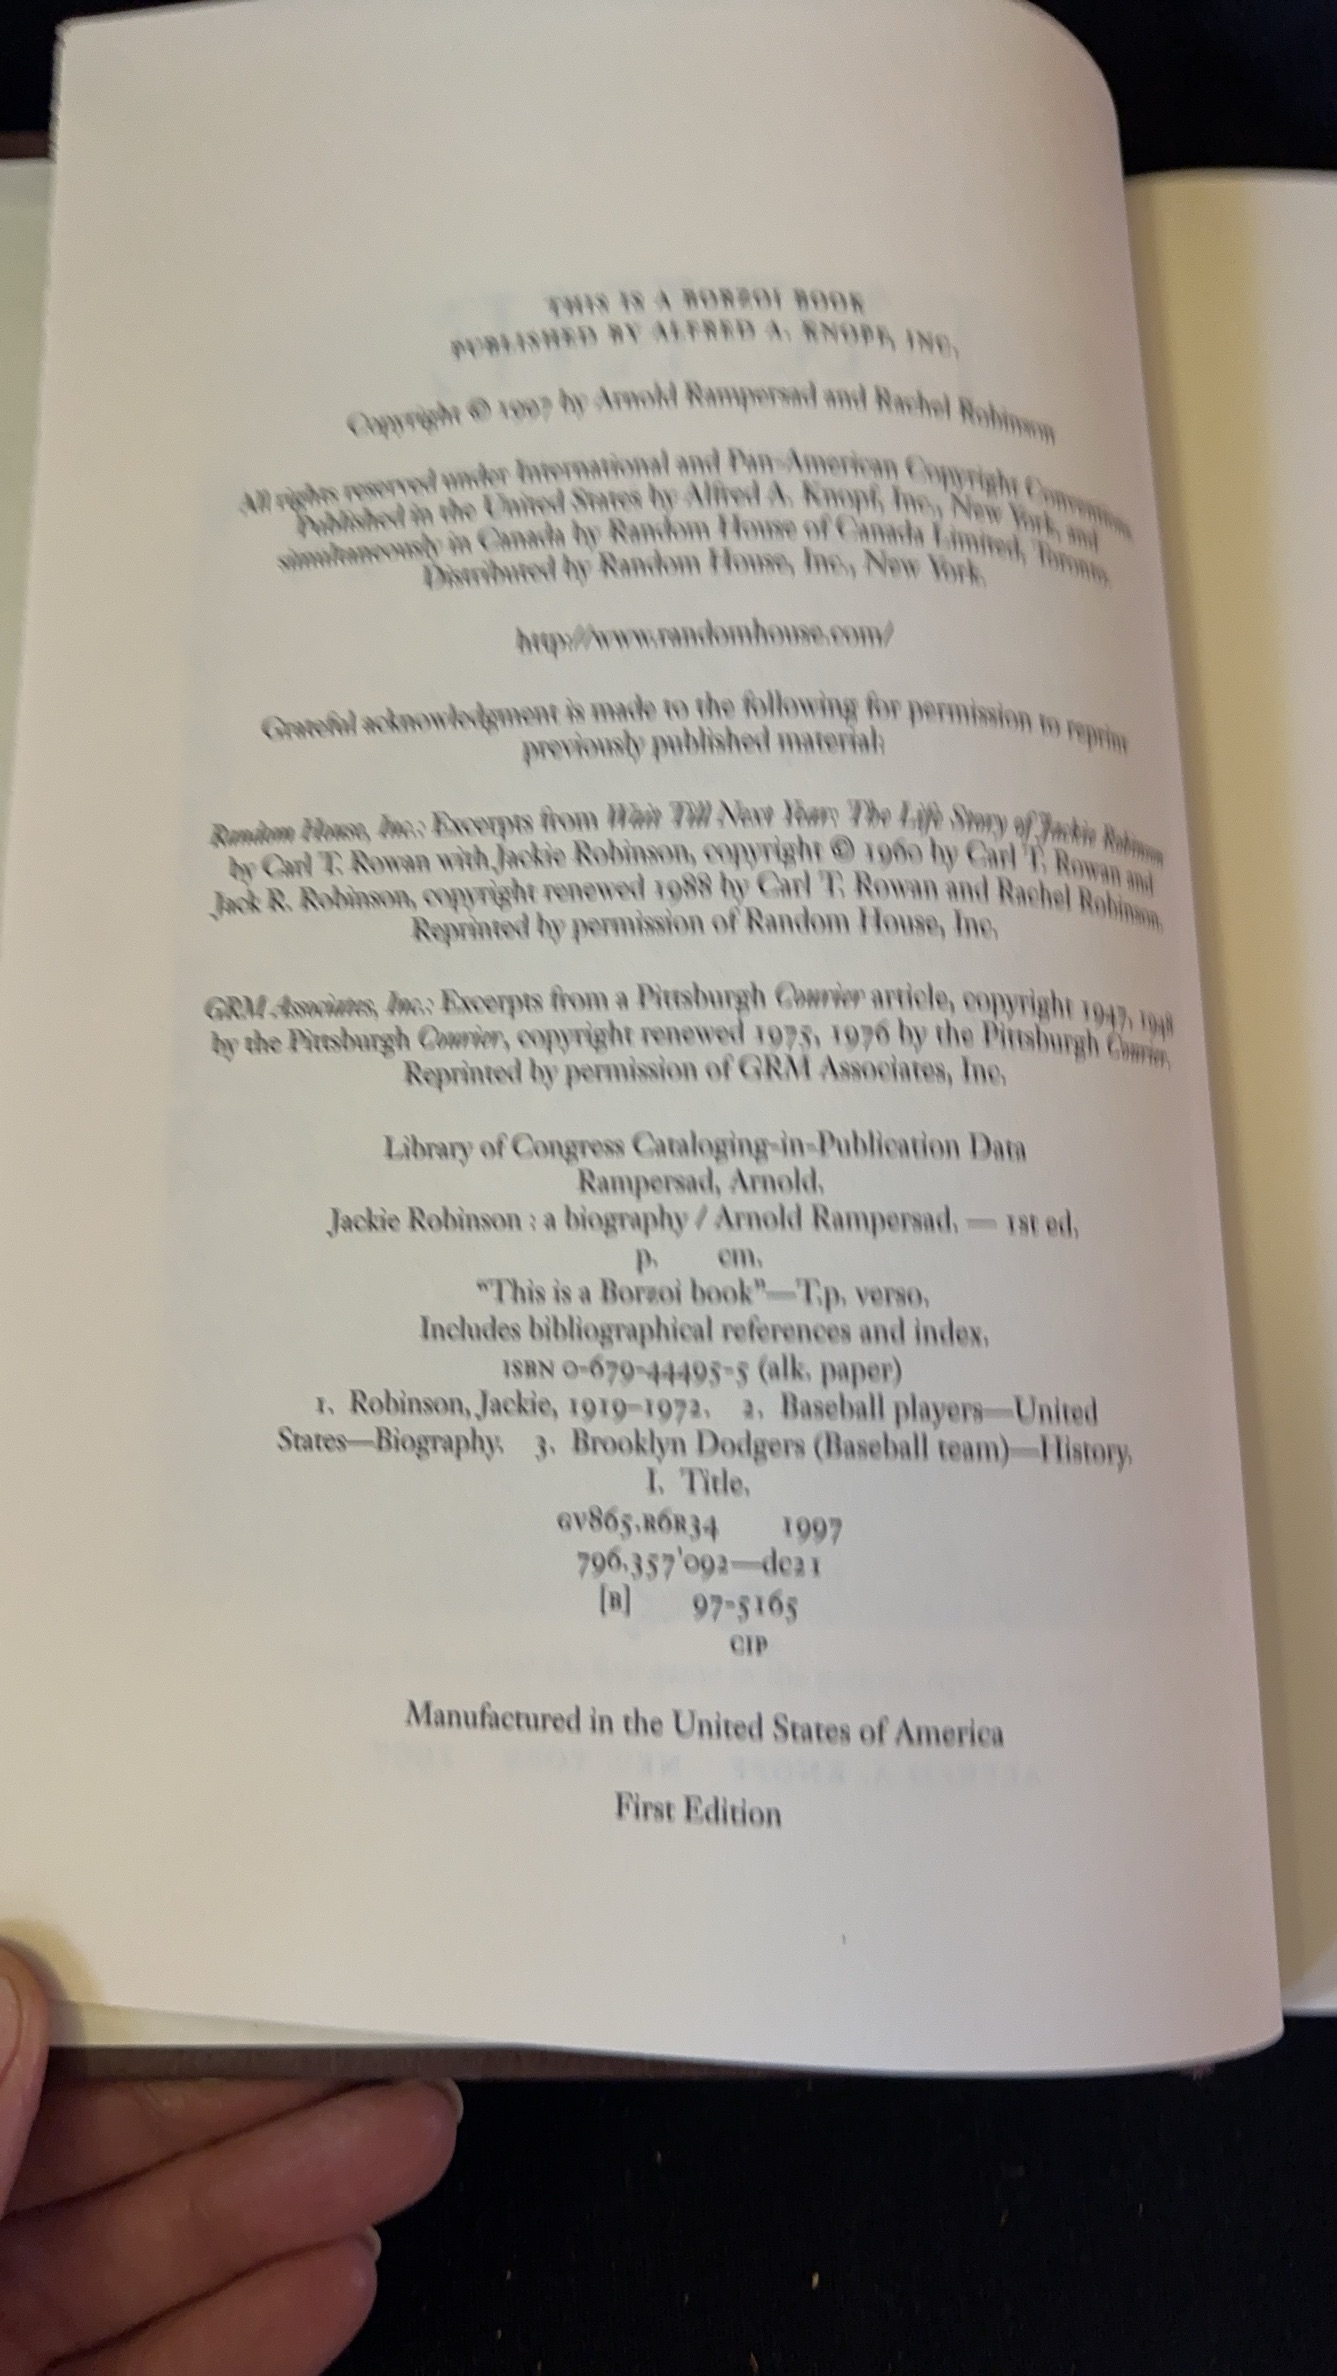 THIS IS A BORZOI BOOK
PUBLISHED BY ALFRED A. KNOPF, INC.
Copyright © 1997 by Arnold Rampersad and Rachel Robinson
All rights reserved under International and Pan-American Copyright Conventions.
Published in the United States by Alfred A. Knopf, Inc., New York, and
simultaneously in Canada by Random House of Canada Limited, Toronto.
Distributed by Random House, Inc., New York.
http://www.randomhouse.com/
Grateful acknowledgment is made to the following for permission to reprint
previously published material:
Random House, Inc.: Excerpts from Wait Till Next Year: The Life Story of Jackie Robinson
by Carl T. Rowan with Jackie Robinson, copyright © 1960 by Carl T. Rowan and
Jack R. Robinson, copyright renewed 1988 by Carl T. Rowan and Rachel Robinson.
Reprinted by permission of Random House, Inc.
GRM Associates, Inc.: Excerpts from a Pittsburgh Courier article, copyright 1947, 1948
by the Pittsburgh Courier, copyright renewed 1975, 1976 by the Pittsburgh Courier.
Reprinted by permission of GRM Associates, Inc.
Library of Congress Cataloging-in-Publication Data
Rampersad, Arnold.
Jackie Robinson : a biography / Arnold Rampersad. — 1st ed.
p. cm.
"This is a Borzoi book"—T.p. verso.
Includes bibliographical references and index.
ISBN 0-679-44495-5 (alk. paper)
1. Robinson, Jackie, 1919–1972. 2. Baseball players—United
States—Biography. 3. Brooklyn Dodgers (Baseball team)—History.
I. Title.
GV865.R6R34 1997
796.357'092—dc21
[B] 97-5165
CIP
Manufactured in the United States of America
First Edition